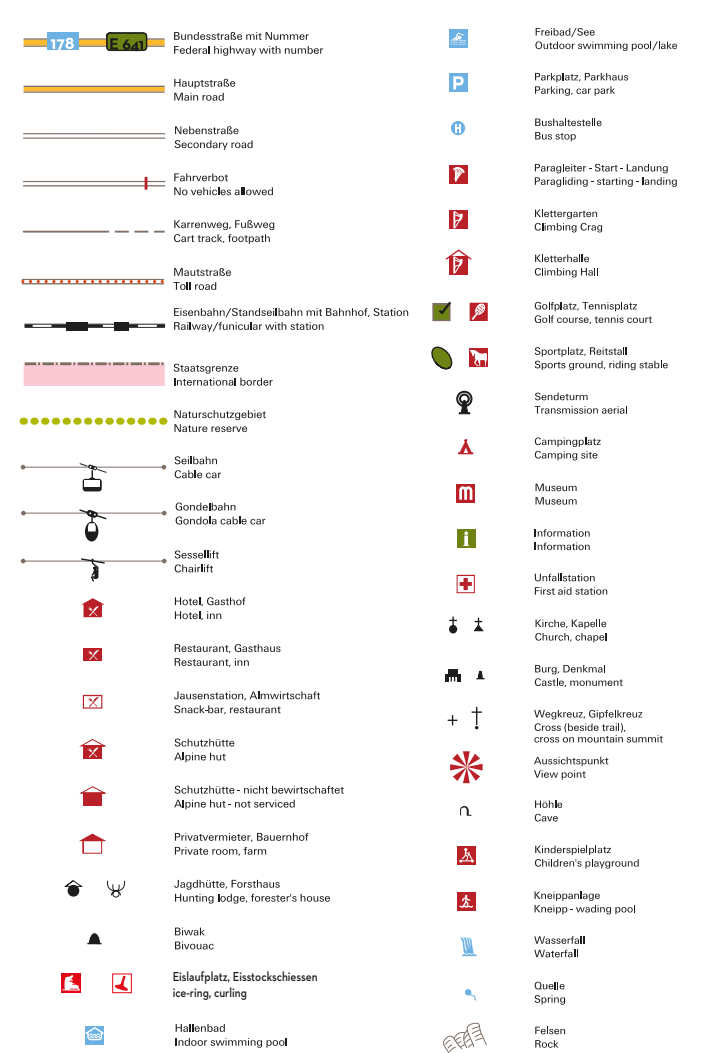 178
E 641
Bundesstraße mit Nummer
Federal highway with number
Hauptstraße
Main road
Nebenstraße
Secondary road
Fahrverbot
No vehicles allowed
Karrenweg, Fußweg
Cart track, footpath
Mautstraße
Toll road
Eisenbahn/Standseilbahn mit Bahnhof, Station
Railway/funicular with station
Staatsgrenze
International border
Naturschutzgebiet
Nature reserve
Seilbahn
Cable car
Gondelbahn
Gondola cable car
Sessellift
Chairlift
Hotel, Gasthof
Hotel, inn
Restaurant, Gasthaus
Restaurant, inn
Jausenstation, Almwirtschaft
Snack-bar, restaurant
Schutzhütte
Alpine hut
Schutzhütte - nicht bewirtschaftet
Alpine hut - not serviced
Privatvermieter, Bauernhof
Private room, farm
Jagdhütte, Forsthaus
Hunting lodge, forester's house
Biwak
Bivouac
Eislaufplatz, Eisstockschiessen
ice-ring, curling
Hallenbad
Indoor swimming pool
Freibad/See
Outdoor swimming pool/lake
P
Parkplatz, Parkhaus
Parking, car park
H
Bushaltestelle
Bus stop
Paragleiter - Start - Landung
Paragliding - starting - landing
Klettergarten
Climbing Crag
Kletterhalle
Climbing Hall
Golfplatz, Tennisplatz
Golf course, tennis court
Sportplatz, Reitstall
Sports ground, riding stable
Sendeturm
Transmission aerial
Campingplatz
Camping site
m
Museum
Museum
i
Information
Information
Unfallstation
First aid station
Kirche, Kapelle
Church, chapel
Burg, Denkmal
Castle, monument
Wegkreuz, Gipfelkreuz
Cross (beside trail),
cross on mountain summit
Aussichtspunkt
View point
Höhle
Cave
Kinderspielplatz
Children's playground
Kneippanlage
Kneipp - wading pool
Wasserfall
Waterfall
Quelle
Spring
Felsen
Rock